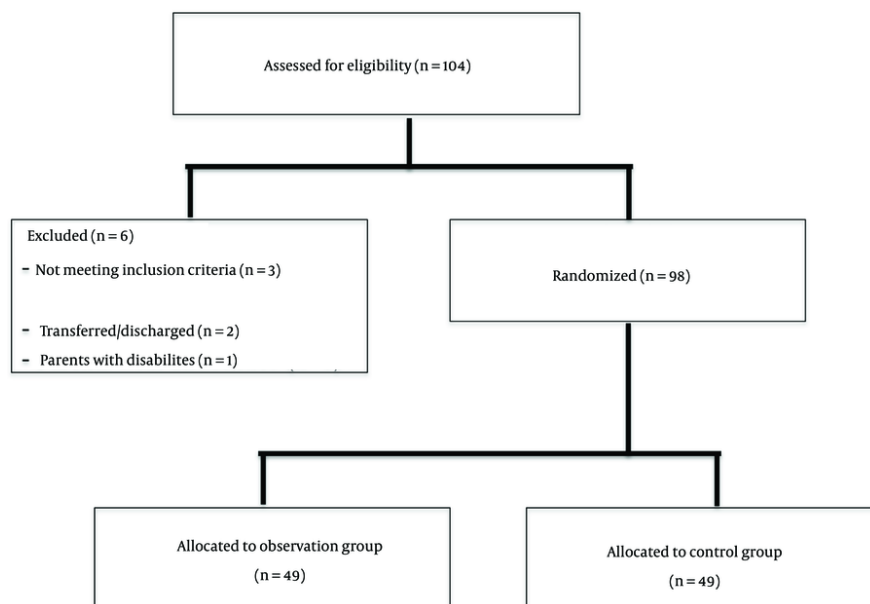 Assessed for eligibility (n = 104)
Excluded (n = 6)
- Not meeting inclusion criteria (n = 3)
- Transferred/discharged (n = 2)
- Parents with disabilites (n = 1)
Randomized (n = 98)
Allocated to observation group
(n = 49)
Allocated to control group
(n = 49)